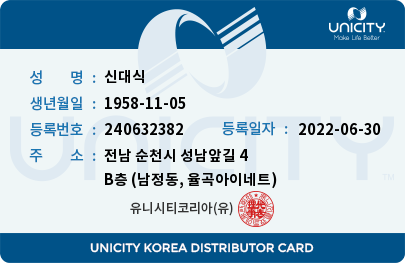 UNICITY
Make Life Better
성 명 : 신대식
생년월일 : 1958-11-05
등록번호 : 240632382 등록일자 : 2022-06-30
주 소 : 전남 순천시 성남앞길 4
B층 (남정동, 율곡아이네트)
유니시티코리아(유)
UNICITY
TM
UNICITY KOREA DISTRIBUTOR CARD